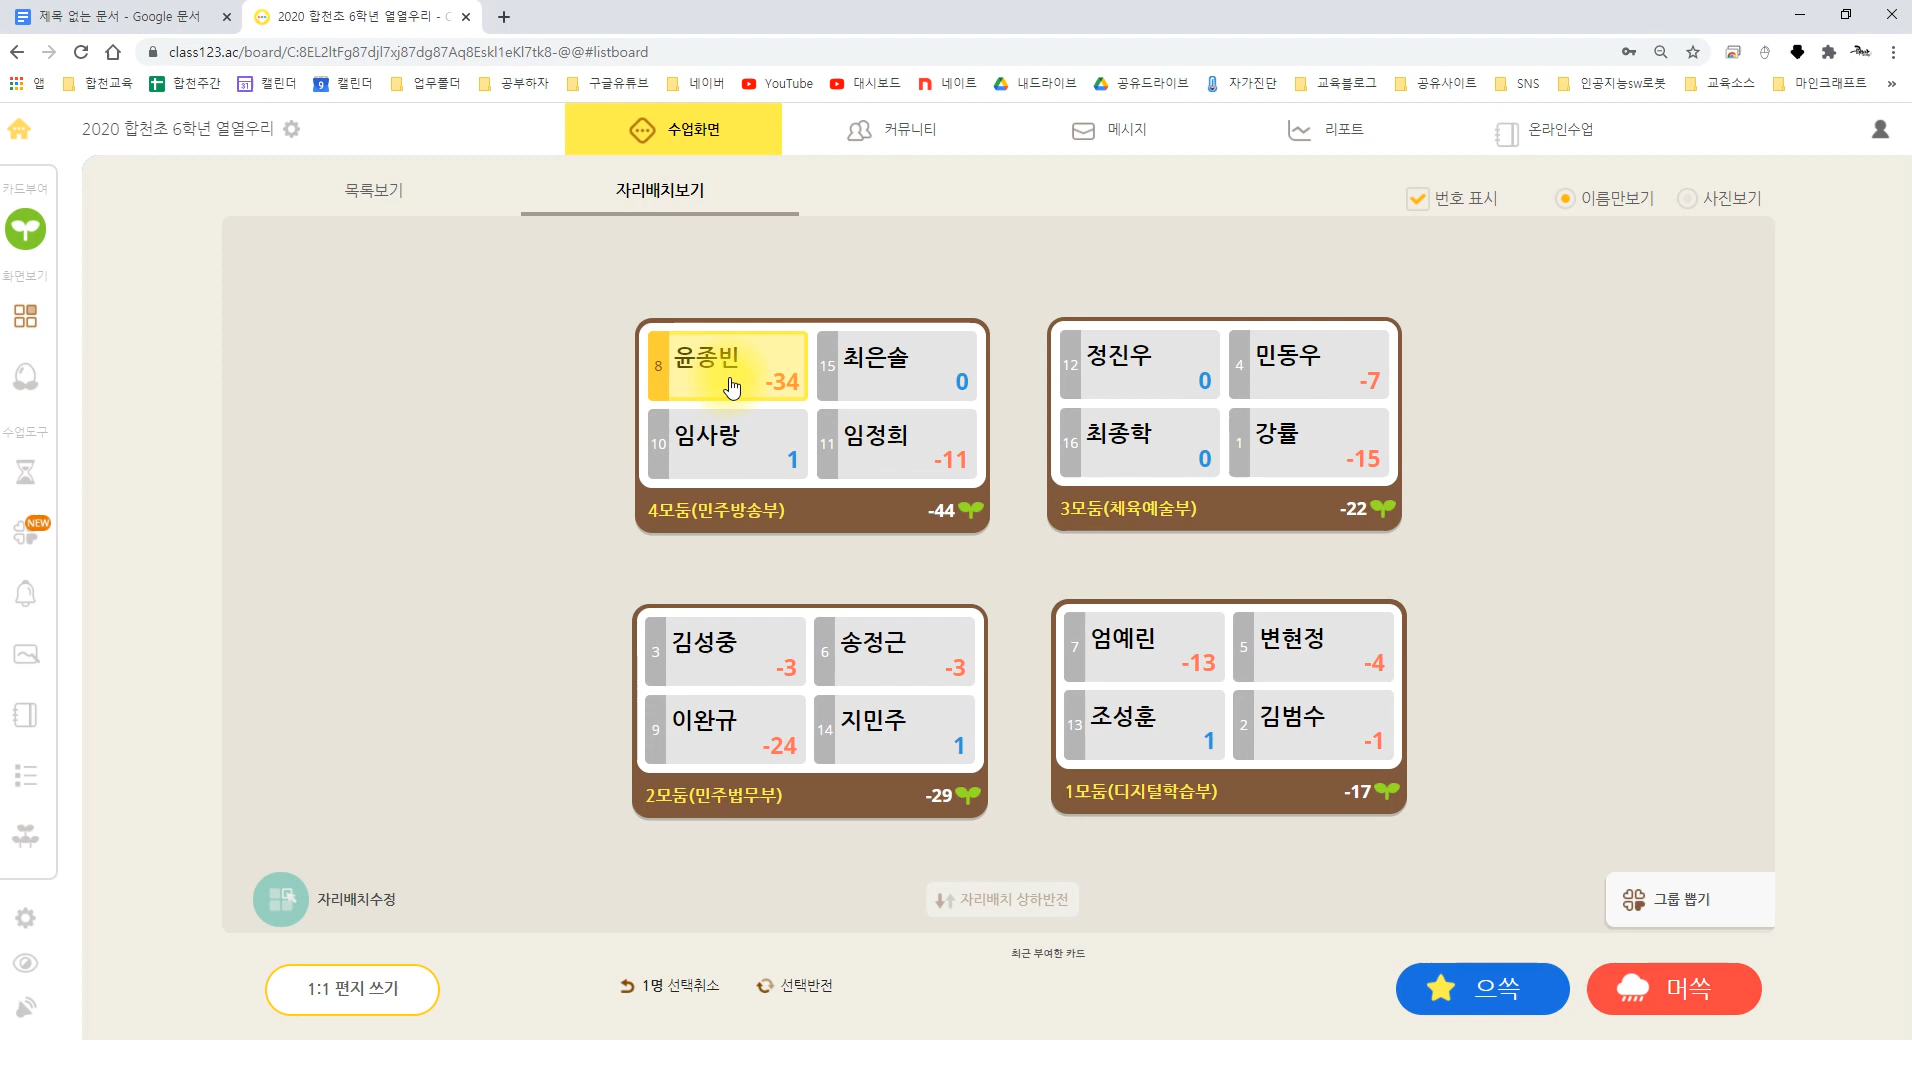 제목 없는 문서 - Google 문서
2020 합천초 6학년 열열우리 - C
class123.ac/board/C:8EL2ltFg87djl7xj87dg87Aq8Eskl1eKl7tk8-@@#listboard
앱 합천교육 합천주간 캘린더 캘린더 업무폴더 공부하자 구글유튜브 네이버 YouTube 대시보드 네이트 내드라이브 공유드라이브 자가진단 교육블로그 공유사이트 SNS 인공지능sw로봇 교육소스 마인크래프트 »
2020 합천초 6학년 열열우리
수업화면
커뮤니티
메시지
리포트
온라인수업
카드부여
화면보기
수업도구
NEW
목록보기
자리배치보기
번호 표시
이름만보기
사진보기
8 윤종빈 -34
15 최은솔 0
10 임사랑 1
11 임정희 -11
4모둠(민주방송부) -44
12 정진우 0
4 민동우 -7
16 최종학 0
1 강률 -15
3모둠(체육예술부) -22
3 김성중 -3
6 송정근 -3
9 이완규 -24
14 지민주 1
2모둠(민주법무부) -29
7 엄예린 -13
5 변현정 -4
13 조성훈 1
2 김범수 -1
1모둠(디지털학습부) -17
자리배치수정
자리배치 상하반전
그룹 뽑기
최근 부여한 카드
1:1 편지 쓰기
1명 선택취소
선택반전
으쓱
머쓱